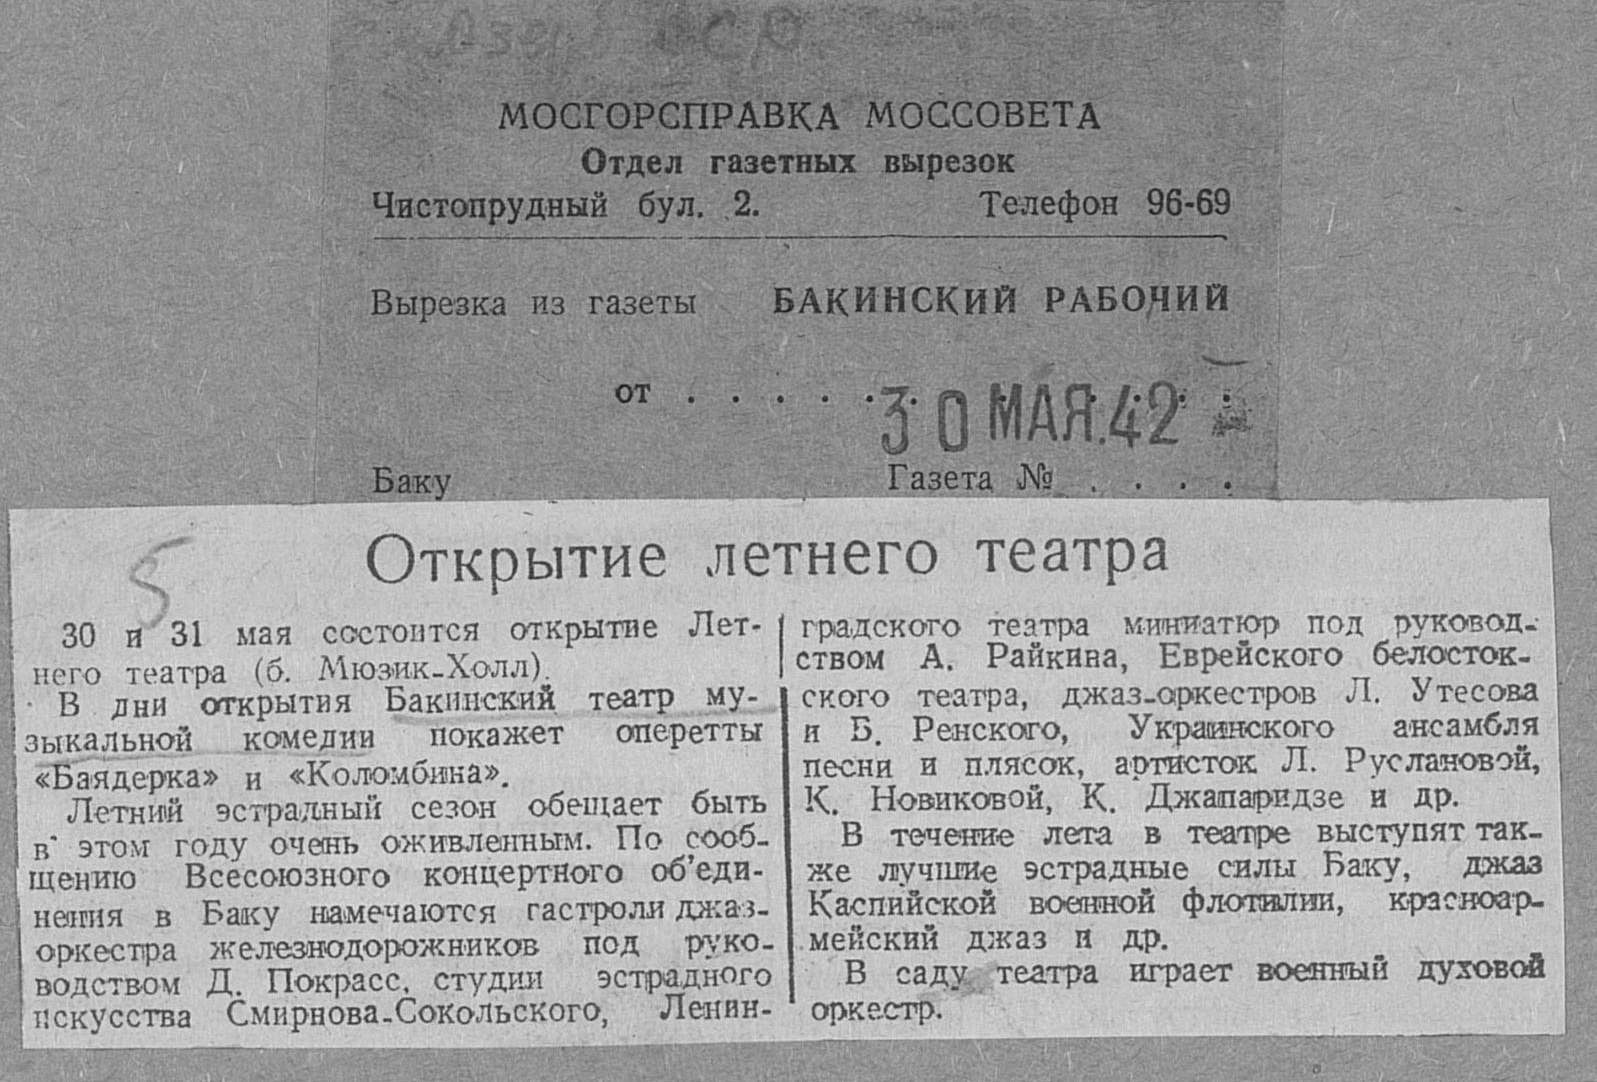 МОСГОРСПРАВКА МОССОВЕТА
Отдел газетных вырезок
Чистопрудный бул. 2. Телефон 96-69
Вырезка из газеты БАКИНСКИЙ РАБОЧИЙ
от . . . . . 30 МАЯ.42
Баку Газета № . . . .
5
Открытие летнего театра
30 и 31 мая состоится открытие Лет-
него театра (б. Мюзик-Холл).
В дни открытия Бакинский театр му-
зыкальной комедии покажет оперетты
«Баядерка» и «Коломбина».
Летний эстрадный сезон обещает быть
в этом году очень оживленным. По сооб-
щению Всесоюзного концертного об'еди-
нения в Баку намечаются гастроли джаз-
оркестра железнодорожников под руко-
водством Д. Покрасс, студии эстрадного
искусства Смирнова-Сокольского, Ленин-
градского театра миниатюр под руковод-
ством А. Райкина, Еврейского белосток-
ского театра, джаз-оркестров Л. Утесова
и Б. Ренского, Украинского ансамбля
песни и плясок, артисток Л. Руслановой,
К. Новиковой, К. Джапаридзе и др.
В течение лета в театре выступят так-
же лучшие эстрадные силы Баку, джаз
Каспийской военной флотилии, красноар-
мейский джаз и др.
В саду театра играет военный духовой
оркестр.